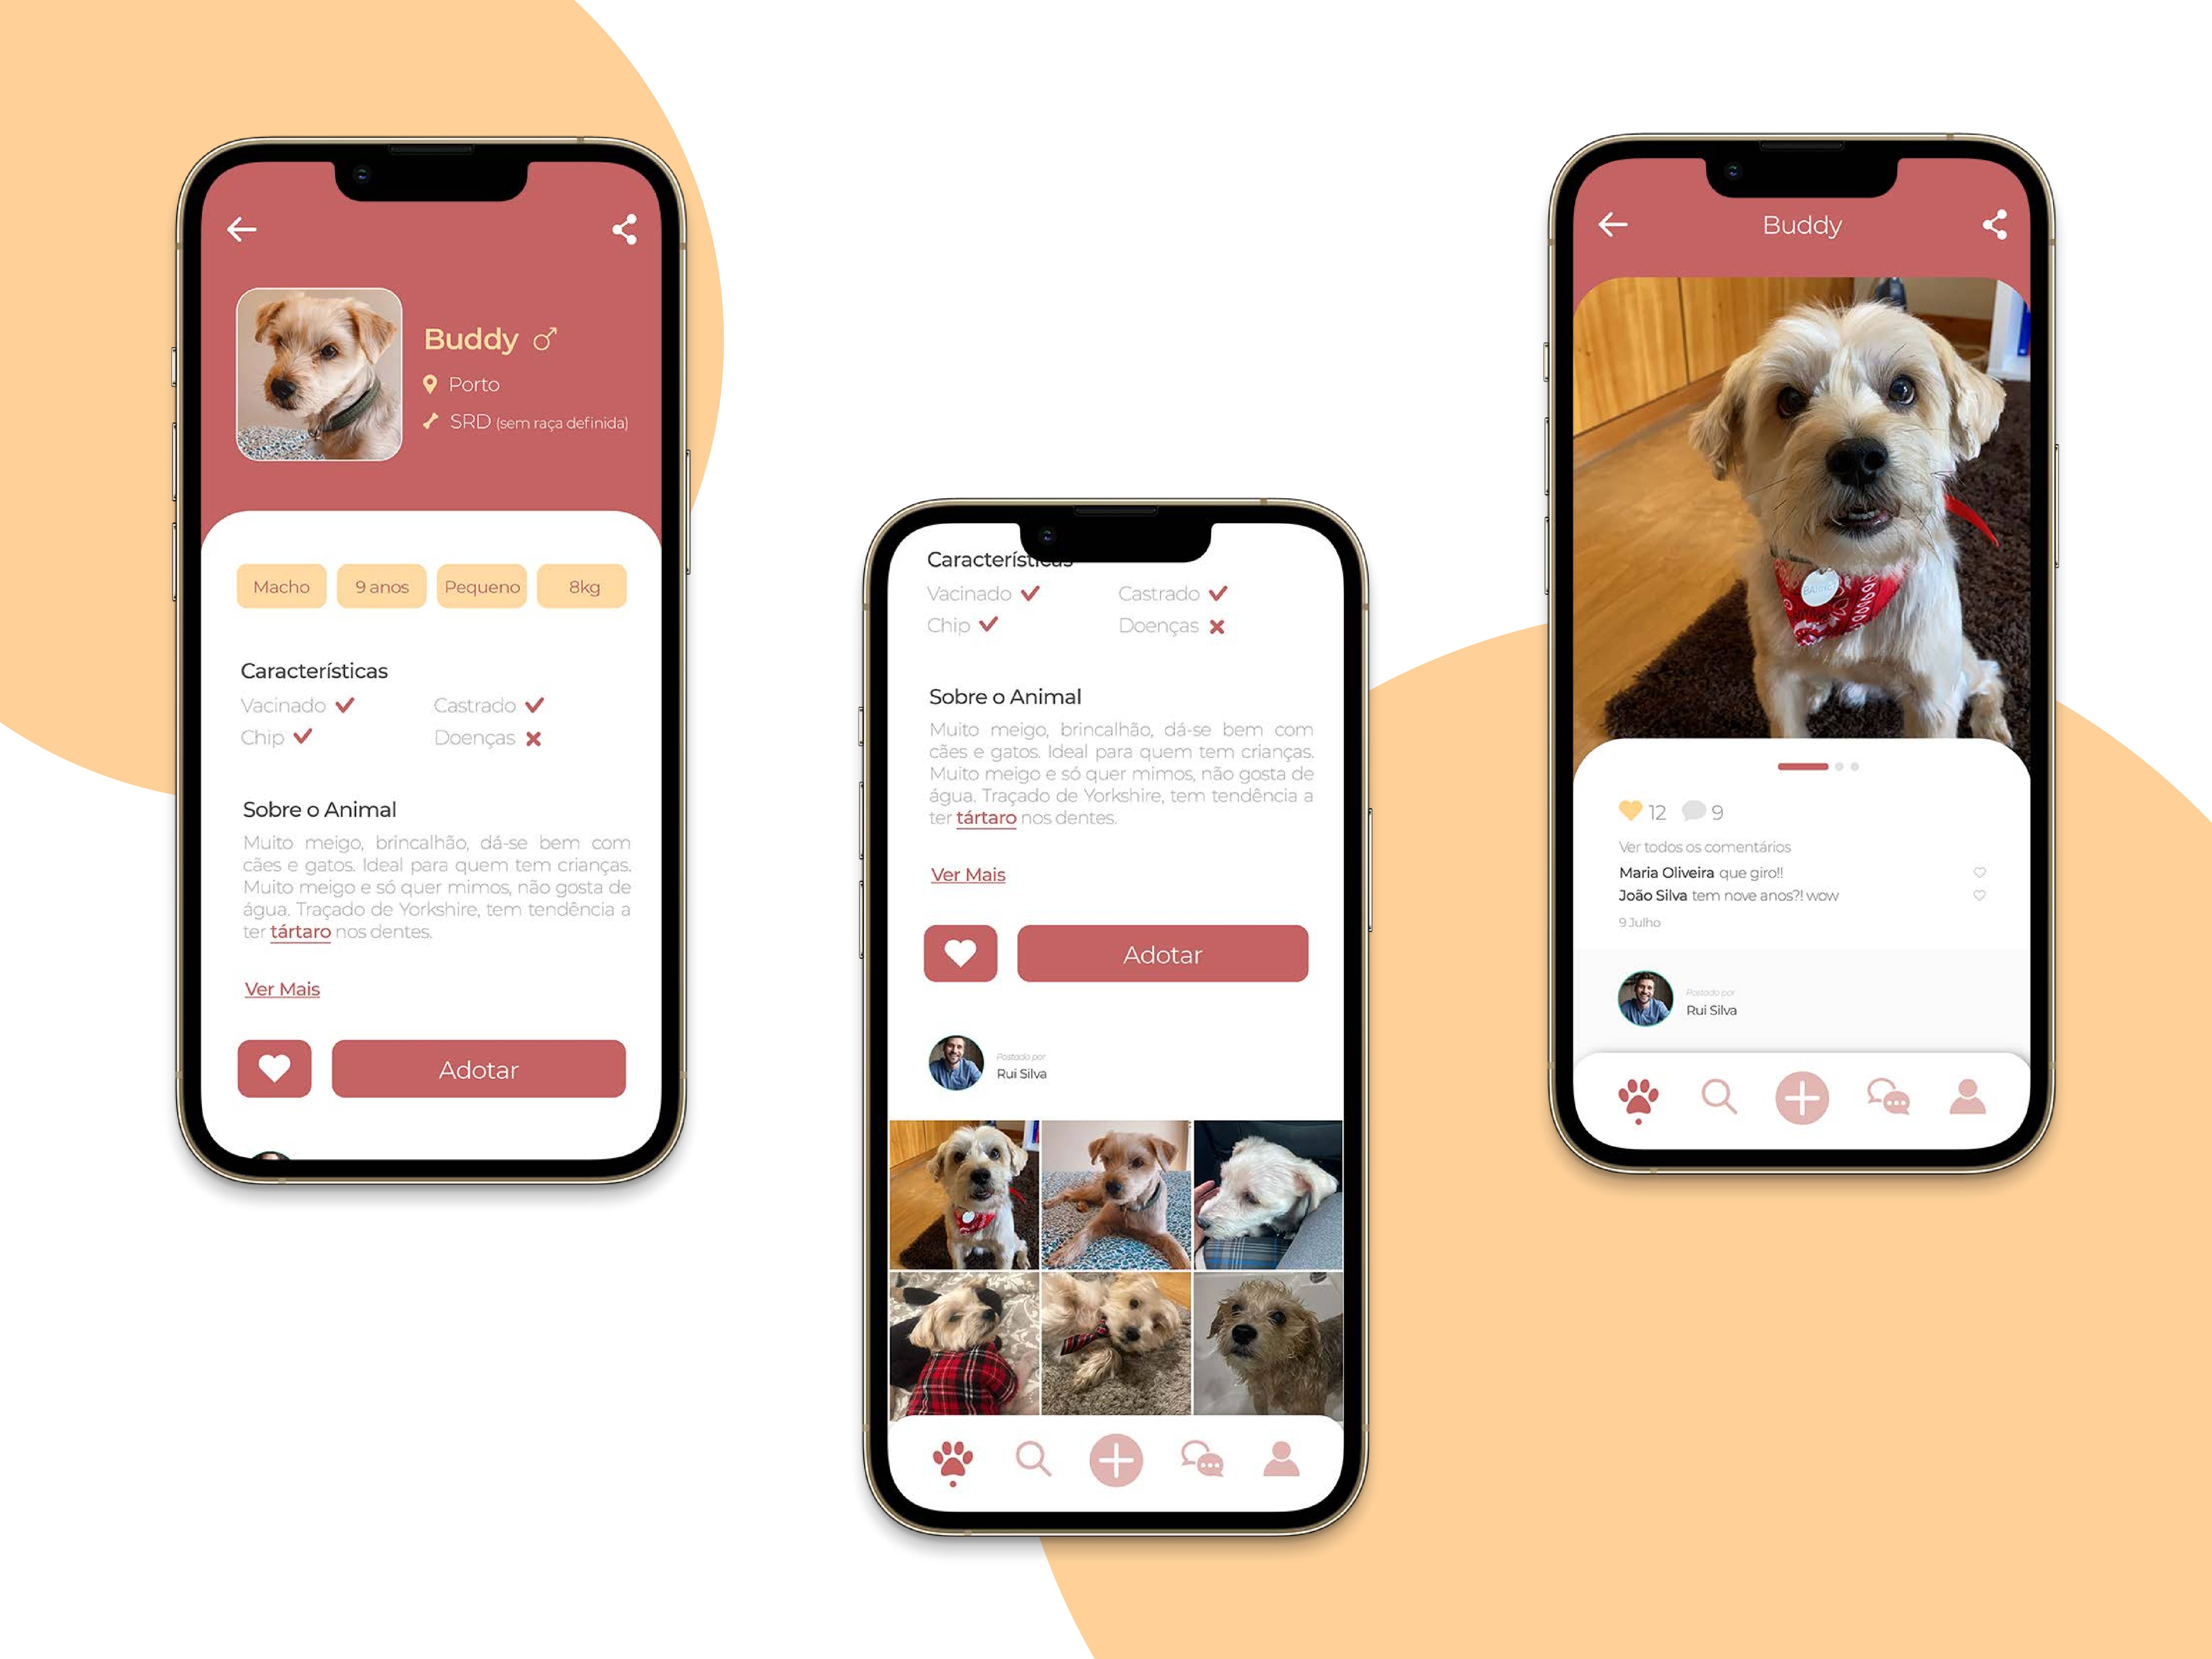 Buddy
Porto
SRD (sem raça definida)
Macho
9 anos
Pequeno
8kg
Características
Vacinado
Castrado
Chip
Doenças
Sobre o Animal
Muito meigo, brincalhão, dá-se bem com
cães e gatos. Ideal para quem tem crianças.
Muito meigo e só quer mimos, não gosta de
água. Traçado de Yorkshire, tem tendência a
ter tártaro nos dentes.
Ver Mais
Adotar
Vacinado
Castrado
Chip
Doenças
Sobre o Animal
Muito meigo, brincalhão, dá-se bem com
cães e gatos. Ideal para quem tem crianças.
Muito meigo e só quer mimos, não gosta de
água. Traçado de Yorkshire, tem tendência a
ter tártaro nos dentes.
Ver Mais
Adotar
Postado por
Rui Silva
Buddy
12
9
Ver todos os comentários
Maria Oliveira que giro!!
João Silva tem nove anos?! wow
9 Julho
Postado por
Rui Silva